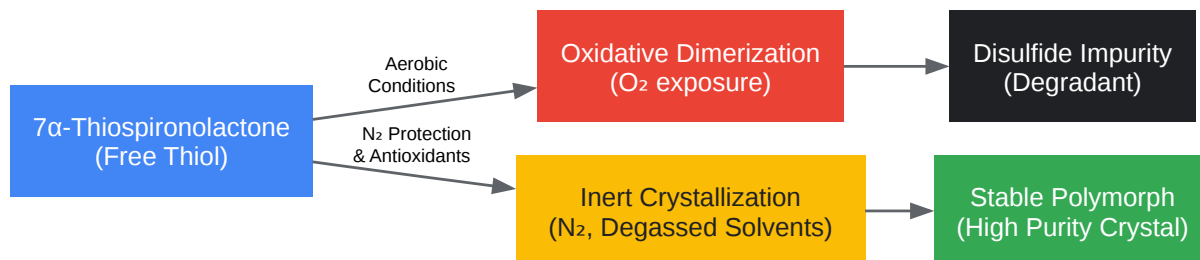 7α-Thiospironolactone
(Free Thiol)
Aerobic
Conditions
N₂ Protection
& Antioxidants
Oxidative Dimerization
(O₂ exposure)
Disulfide Impurity
(Degradant)
Inert Crystallization
(N₂, Degassed Solvents)
Stable Polymorph
(High Purity Crystal)